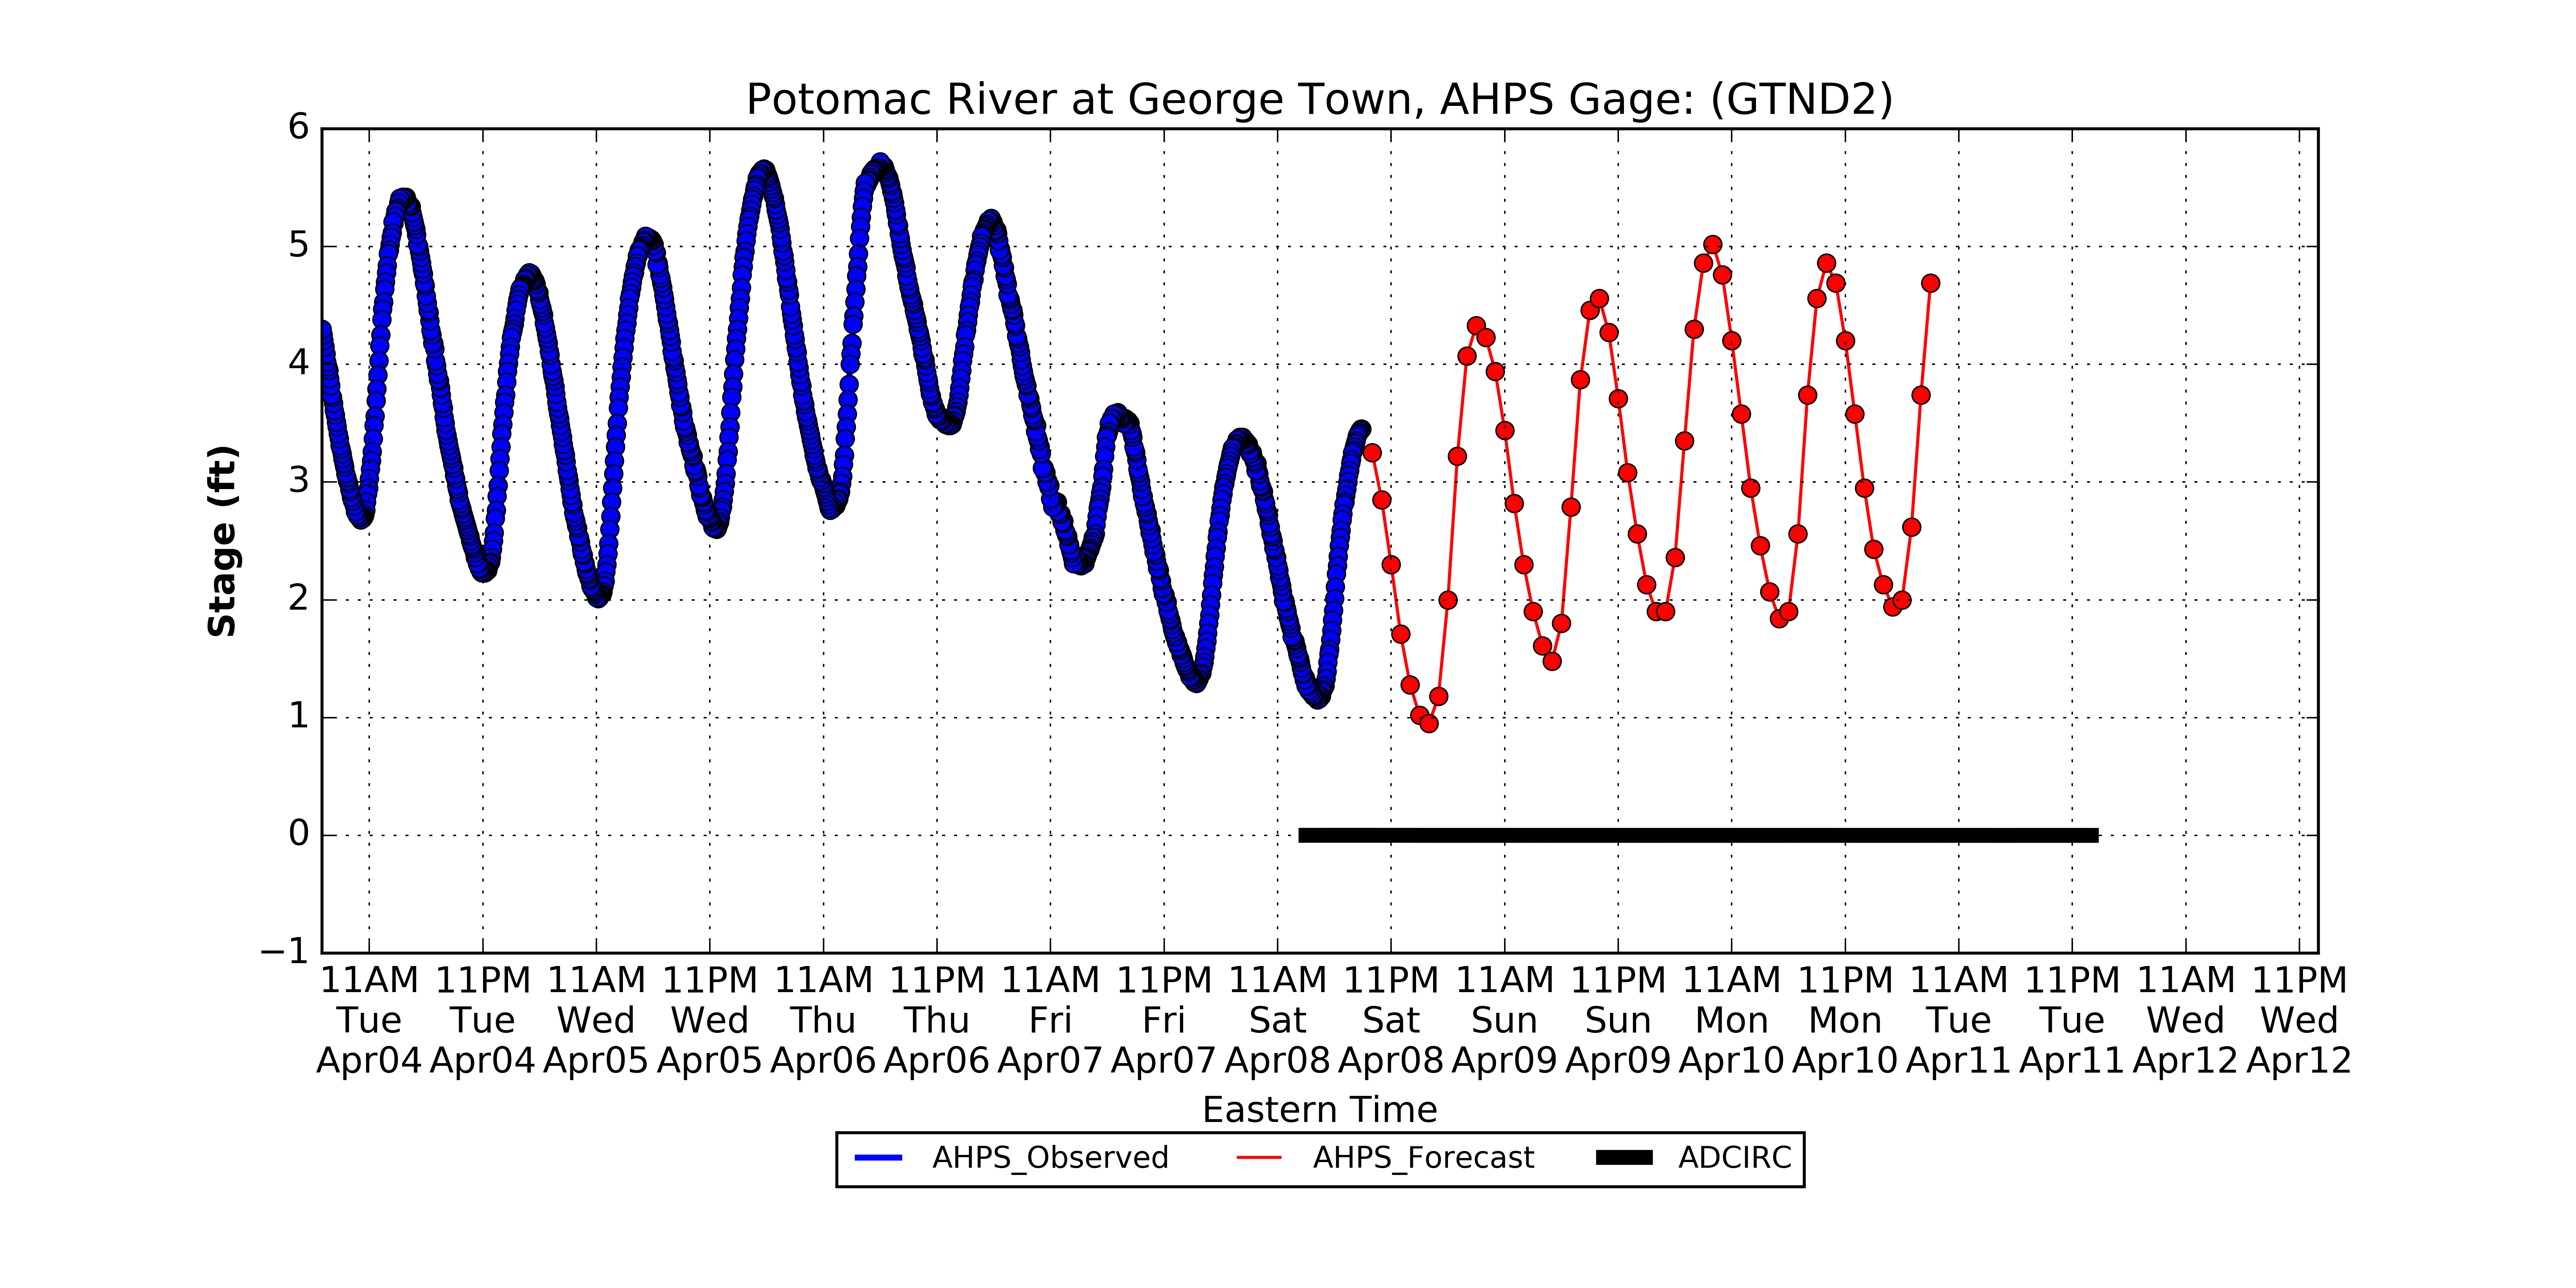 Potomac River at George Town, AHPS Gage: (GTND2)
Stage (ft)
6
5
4
3
2
1
0
−1
11AM 11PM 11AM 11PM 11AM 11PM 11AM 11PM 11AM 11PM 11AM 11PM 11AM 11PM 11AM 11PM 11AM 11PM
Tue Tue Wed Wed Thu Thu Fri Fri Sat Sat Sun Sun Mon Mon Tue Tue Wed Wed
Apr04 Apr04 Apr05 Apr05 Apr06 Apr06 Apr07 Apr07 Apr08 Apr08 Apr09 Apr09 Apr10 Apr10 Apr11 Apr11 Apr12 Apr12
Eastern Time
AHPS_Observed AHPS_Forecast ADCIRC